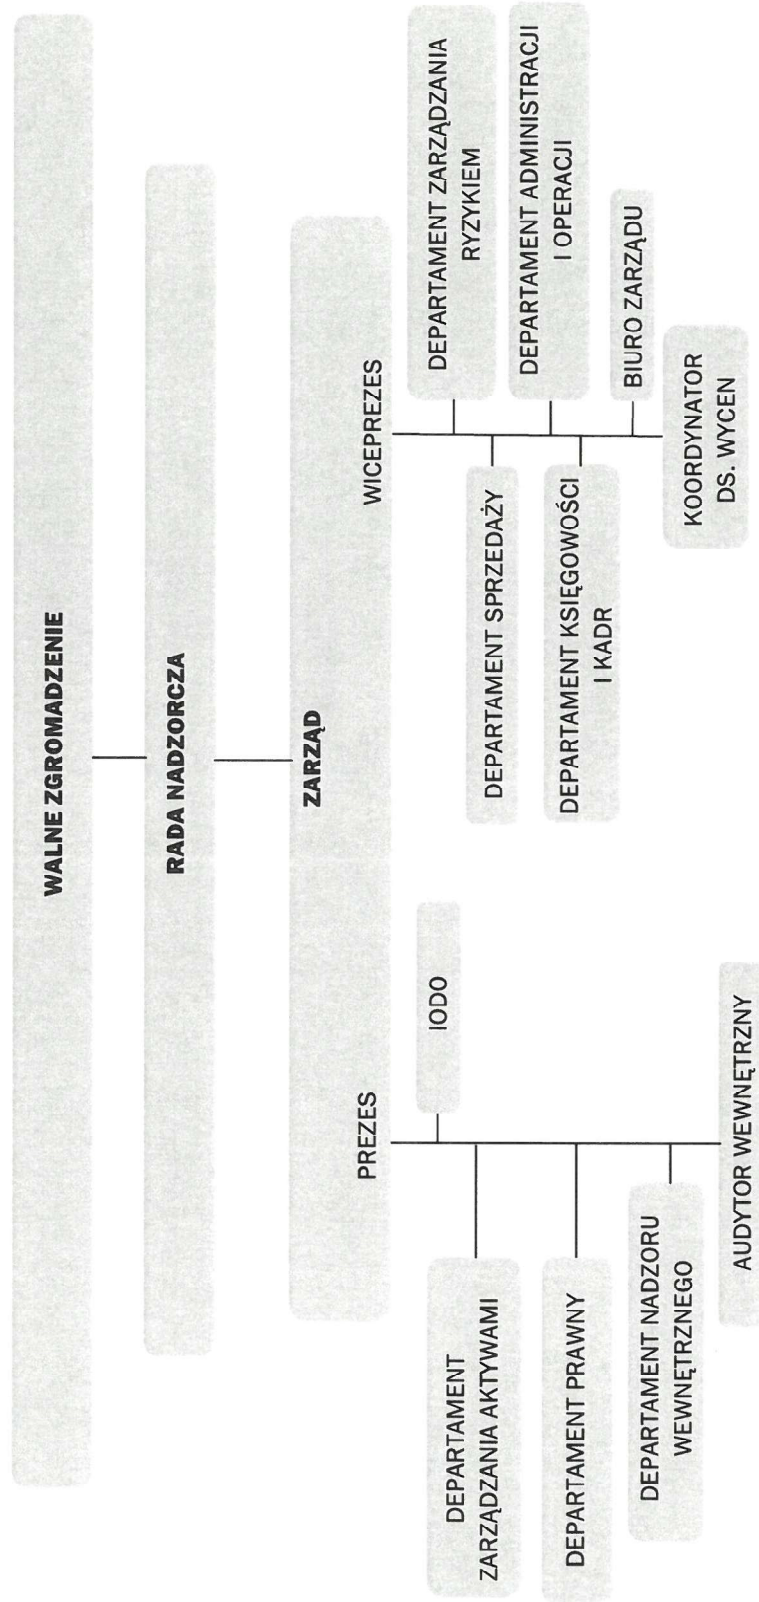 WALNE ZGROMADZENIE
RADA NADZORCZA
ZARZĄD
PREZES
WICEPREZES
IODO
DEPARTAMENT
ZARZĄDZANIA AKTYWAMI
DEPARTAMENT PRAWNY
DEPARTAMENT NADZORU
WEWNĘTRZNEGO
AUDYTOR WEWNĘTRZNY
DEPARTAMENT ZARZĄDZANIA
RYZYKIEM
DEPARTAMENT SPRZEDAŻY
DEPARTAMENT ADMINISTRACJI
I OPERACJI
DEPARTAMENT KSIĘGOWOŚCI
I KADR
BIURO ZARZĄDU
KOORDYNATOR
DS. WYCEN